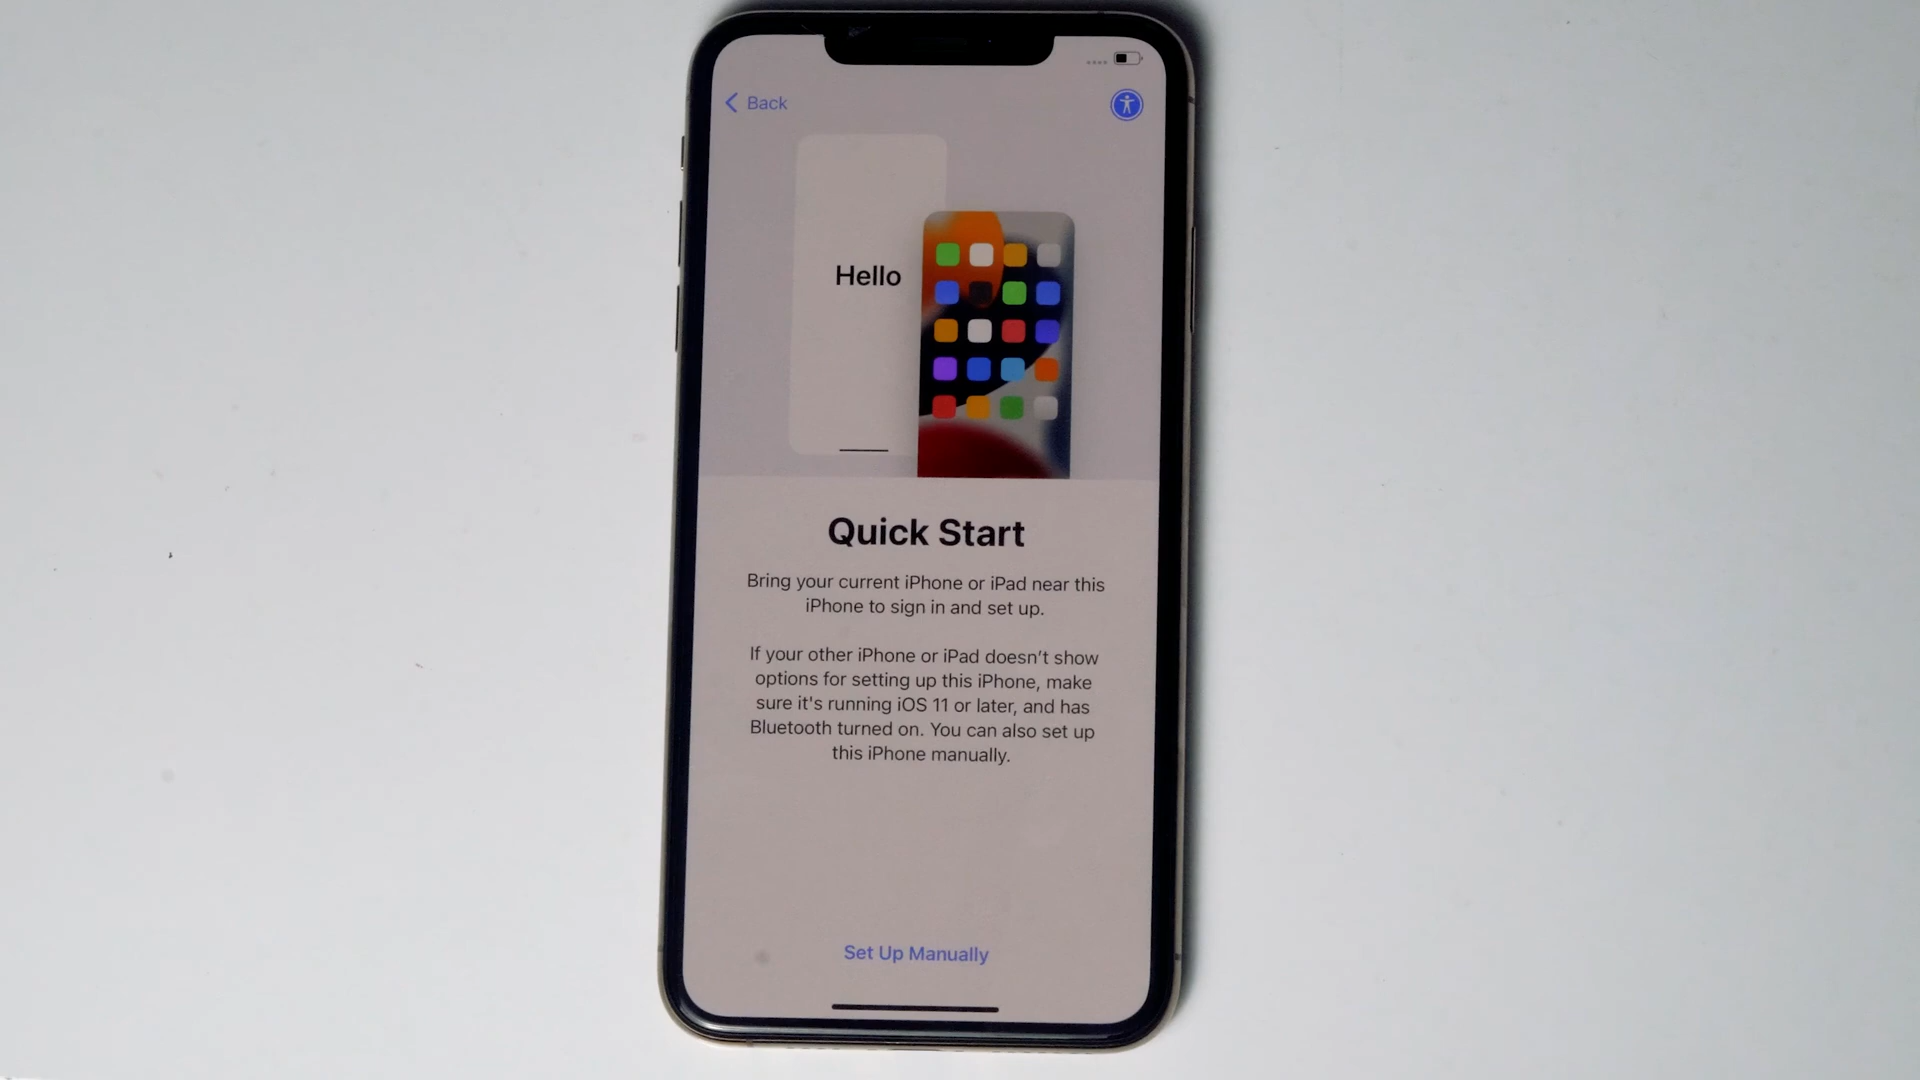 Back
Hello
Quick Start
Bring your current iPhone or iPad near this
iPhone to sign in and set up.
If your other iPhone or iPad doesn’t show
options for setting up this iPhone, make
sure it's running iOS 11 or later, and has
Bluetooth turned on. You can also set up
this iPhone manually.
Set Up Manually